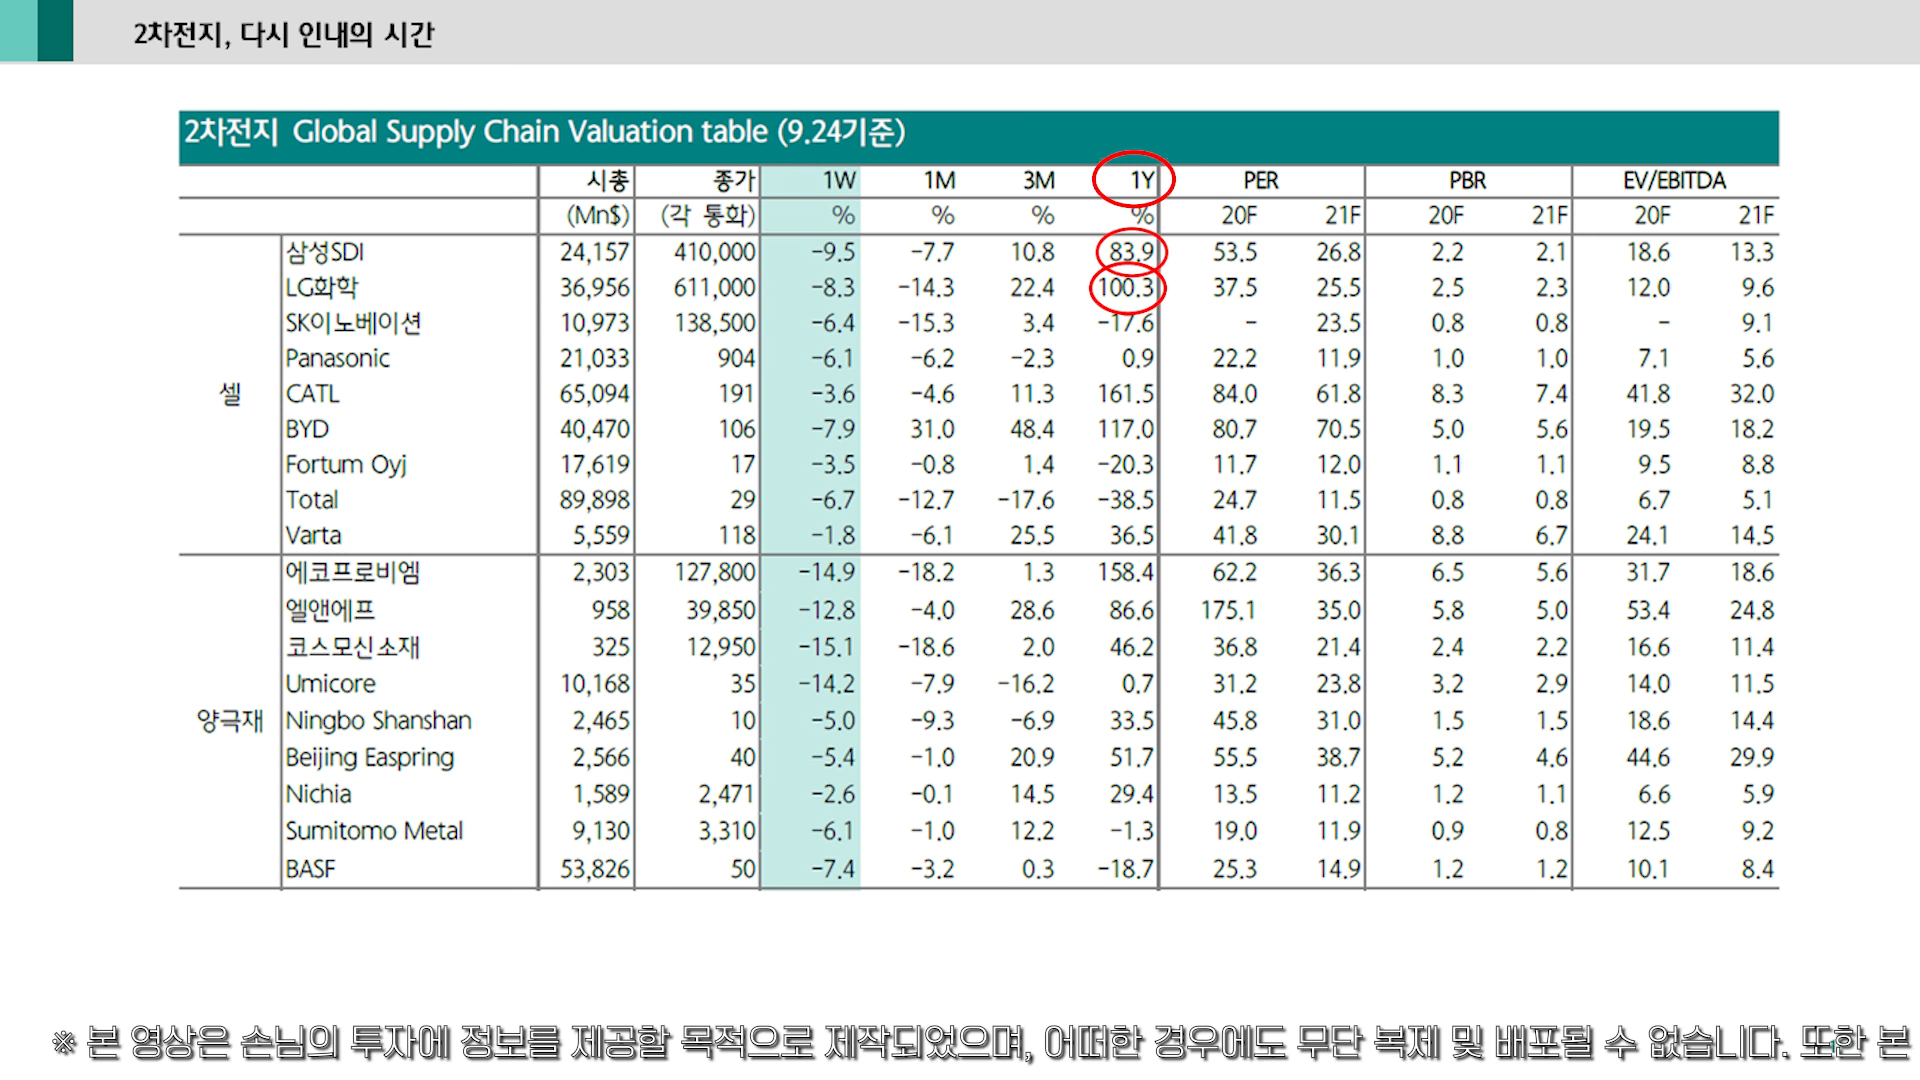 2차전지, 다시 인내의 시간
2차전지 Global Supply Chain Valuation table (9.24기준)
시총 종가 1W 1M 3M 1Y PER PBR EV/EBITDA
(Mn$) (각 통화) % % % % 20F 21F 20F 21F 20F 21F
삼성SDI 24,157 410,000 -9.5 -7.7 10.8 83.9 53.5 26.8 2.2 2.1 18.6 13.3
LG화학 36,956 611,000 -8.3 -14.3 22.4 100.3 37.5 25.5 2.5 2.3 12.0 9.6
SK이노베이션 10,973 138,500 -6.4 -15.3 3.4 -17.6 - 23.5 0.8 0.8 - 9.1
Panasonic 21,033 904 -6.1 -6.2 -2.3 0.9 22.2 11.9 1.0 1.0 7.1 5.6
셀 CATL 65,094 191 -3.6 -4.6 11.3 161.5 84.0 61.8 8.3 7.4 41.8 32.0
BYD 40,470 106 -7.9 31.0 48.4 117.0 80.7 70.5 5.0 5.6 19.5 18.2
Fortum Oyj 17,619 17 -3.5 -0.8 1.4 -20.3 11.7 12.0 1.1 1.1 9.5 8.8
Total 89,898 29 -6.7 -12.7 -17.6 -38.5 24.7 11.5 0.8 0.8 6.7 5.1
Varta 5,559 118 -1.8 -6.1 25.5 36.5 41.8 30.1 8.8 6.7 24.1 14.5
에코프로비엠 2,303 127,800 -14.9 -18.2 1.3 158.4 62.2 36.3 6.5 5.6 31.7 18.6
엘앤에프 958 39,850 -12.8 -4.0 28.6 86.6 175.1 35.0 5.8 5.0 53.4 24.8
코스모신소재 325 12,950 -15.1 -18.6 2.0 46.2 36.8 21.4 2.4 2.2 16.6 11.4
Umicore 10,168 35 -14.2 -7.9 -16.2 0.7 31.2 23.8 3.2 2.9 14.0 11.5
양극재 Ningbo Shanshan 2,465 10 -5.0 -9.3 -6.9 33.5 45.8 31.0 1.5 1.5 18.6 14.4
Beijing Easpring 2,566 40 -5.4 -1.0 20.9 51.7 55.5 38.7 5.2 4.6 44.6 29.9
Nichia 1,589 2,471 -2.6 -0.1 14.5 29.4 13.5 11.2 1.2 1.1 6.6 5.9
Sumitomo Metal 9,130 3,310 -6.1 -1.0 12.2 -1.3 19.0 11.9 0.9 0.8 12.5 9.2
BASF 53,826 50 -7.4 -3.2 0.3 -18.7 25.3 14.9 1.2 1.2 10.1 8.4
※ 본 영상은 손님의 투자에 정보를 제공할 목적으로 제작되었으며, 어떠한 경우에도 무단 복제 및 배포될 수 없습니다. 또한 본